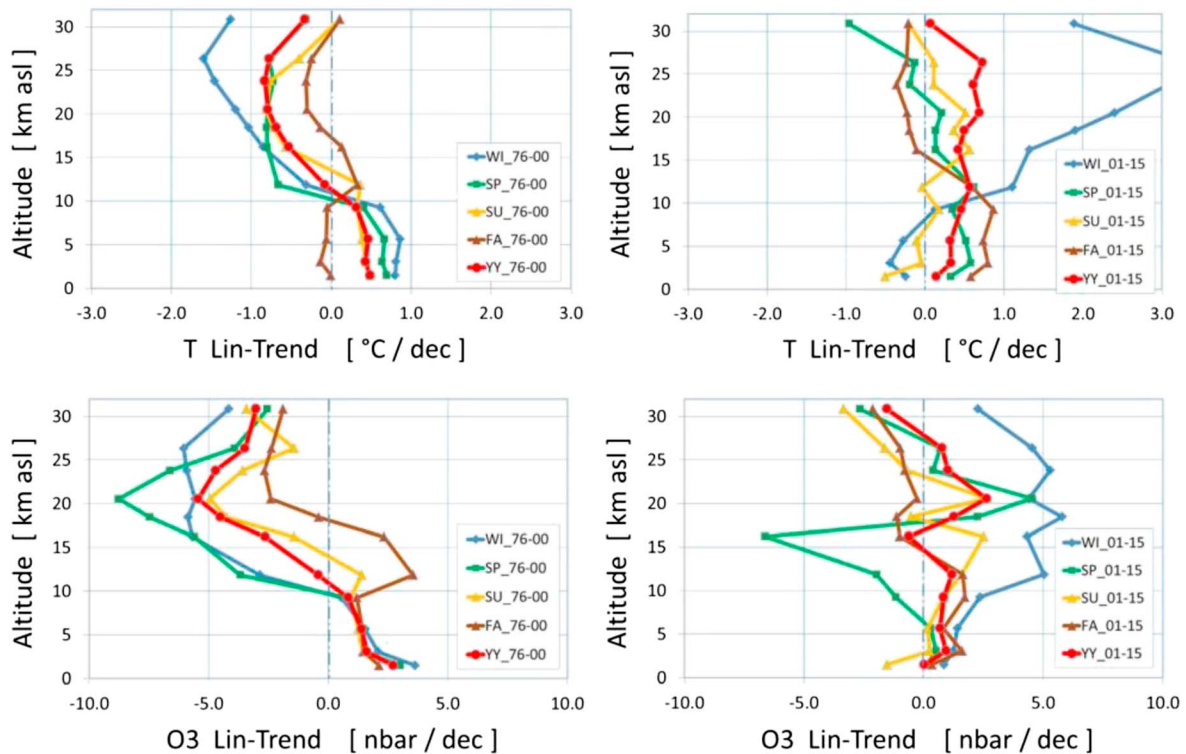 Altitude [ km asl ]
30
25
20
15
10
5
0
-3.0 -2.0 -1.0 0.0 1.0 2.0 3.0
T Lin-Trend [ °C / dec ]
WI_76-00
SP_76-00
SU_76-00
FA_76-00
YY_76-00
Altitude [ km asl ]
30
25
20
15
10
5
0
-3.0 -2.0 -1.0 0.0 1.0 2.0 3.0
T Lin-Trend [ °C / dec ]
WI_01-15
SP_01-15
SU_01-15
FA_01-15
YY_01-15
Altitude [ km asl ]
30
25
20
15
10
5
0
-10.0 -5.0 0.0 5.0 10.0
O3 Lin-Trend [ nbar / dec ]
WI_76-00
SP_76-00
SU_76-00
FA_76-00
YY_76-00
Altitude [ km asl ]
30
25
20
15
10
5
0
-10.0 -5.0 0.0 5.0 10.0
O3 Lin-Trend [ nbar / dec ]
WI_01-15
SP_01-15
SU_01-15
FA_01-15
YY_01-15